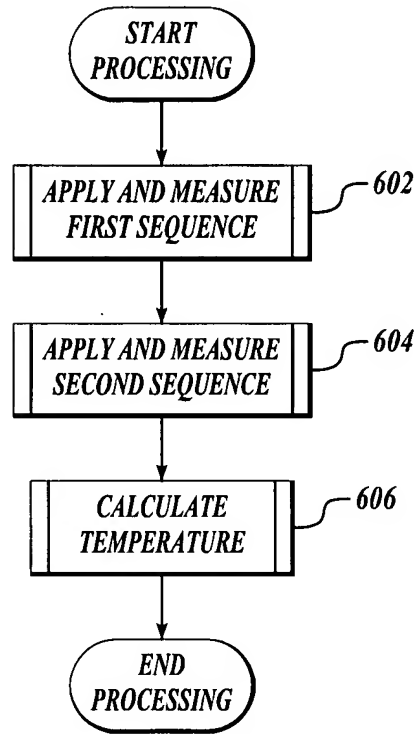 START
PROCESSING
APPLY AND MEASURE
FIRST SEQUENCE
602
APPLY AND MEASURE
SECOND SEQUENCE
604
CALCULATE
TEMPERATURE
606
END
PROCESSING